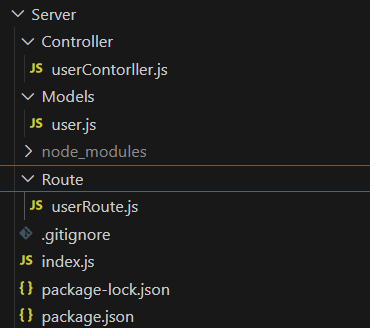 Server
Controller
JS userContorller.js
Models
JS user.js
node_modules
Route
JS userRoute.js
.gitignore
JS index.js
{} package-lock.json
{} package.json